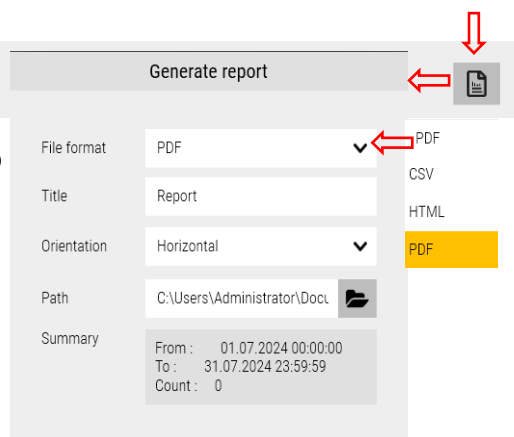 Generate report
File format PDF
Title Report
Orientation Horizontal
Path C:\Users\Administrator\Docu
Summary
From : 01.07.2024 00:00:00
To : 31.07.2024 23:59:59
Count : 0
PDF
CSV
HTML
PDF